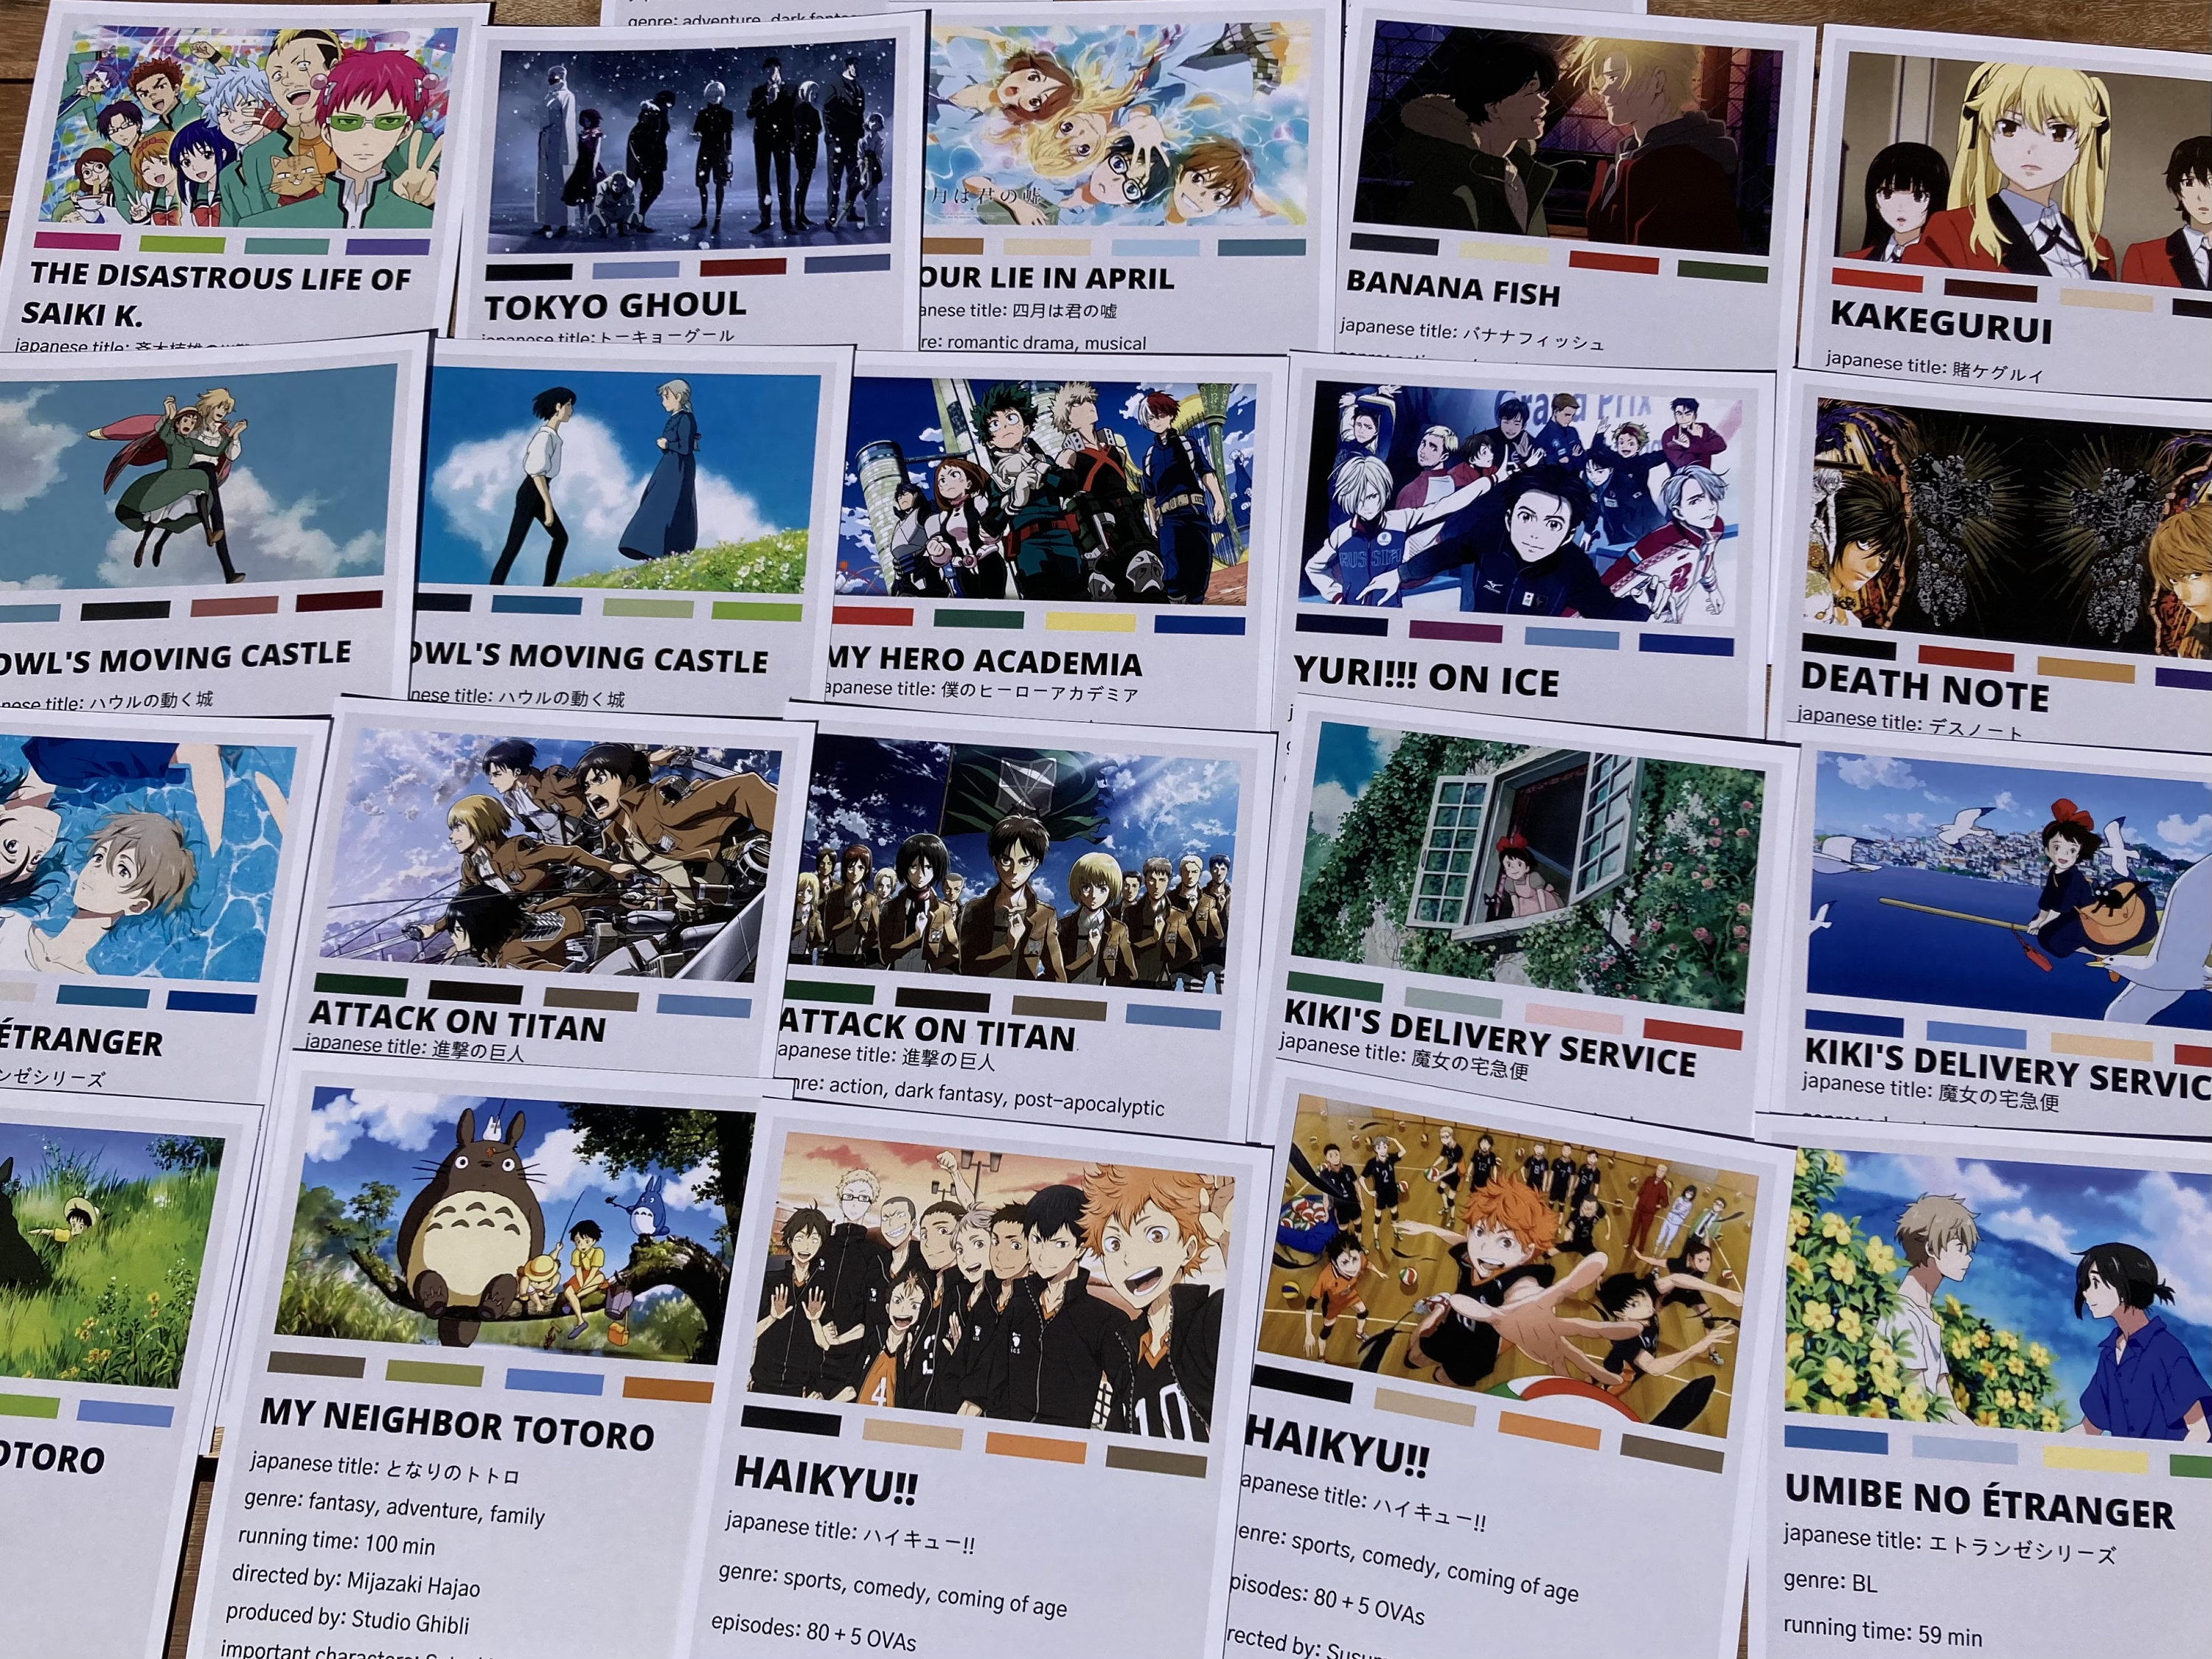 genre: adventure, dark fantasy
THE DISASTROUS LIFE OF
SAIKI K.
japanese title:
TOKYO GHOUL
japanese title: トーキョーグール
月は君の嘘
OUR LIE IN APRIL
anese title: 四月は君の嘘
re: romantic drama, musical
BANANA FISH
japanese title: バナナフィッシュ
KAKEGURUI
japanese title: 賭ケグルイ
OWL'S MOVING CASTLE
nese title: ハウルの動く城
OWL'S MOVING CASTLE
nese title: ハウルの動く城
MY HERO ACADEMIA
apanese title: 僕のヒーローアカデミア
Grand Prix
RUSSIA
YURI!!! ON ICE
DEATH NOTE
japanese title: デスノート
ÉTRANGER
ランゼシリーズ
ATTACK ON TITAN
japanese title: 進撃の巨人
ATTACK ON TITAN
apanese title: 進撃の巨人
nre: action, dark fantasy, post-apocalyptic
KIKI'S DELIVERY SERVICE
japanese title: 魔女の宅急便
KIKI'S DELIVERY SERVIC
japanese title: 魔女の宅急便
OTORO
MY NEIGHBOR TOTORO
japanese title: となりのトトロ
genre: fantasy, adventure, family
running time: 100 min
directed by: Mijazaki Hajao
produced by: Studio Ghibli
important characters:
4
10
HAIKYU!!
japanese title: ハイキュー!!
genre: sports, comedy, coming of age
episodes: 80 + 5 OVAs
HAIKYU!!
apanese title: ハイキュー!!
enre: sports, comedy, coming of age
pisodes: 80 + 5 OVAs
rected by:
UMIBE NO ÉTRANGER
japanese title: エトランゼシリーズ
genre: BL
running time: 59 min